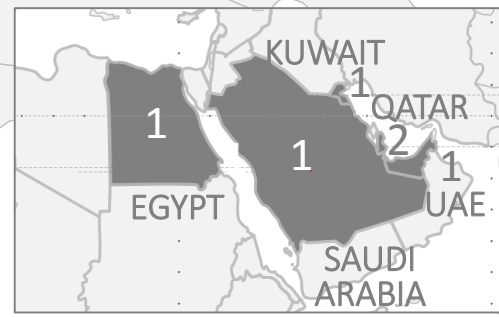 KUWAIT
1
QATAR
2
1
1
1
EGYPT
UAE
SAUDI
ARABIA